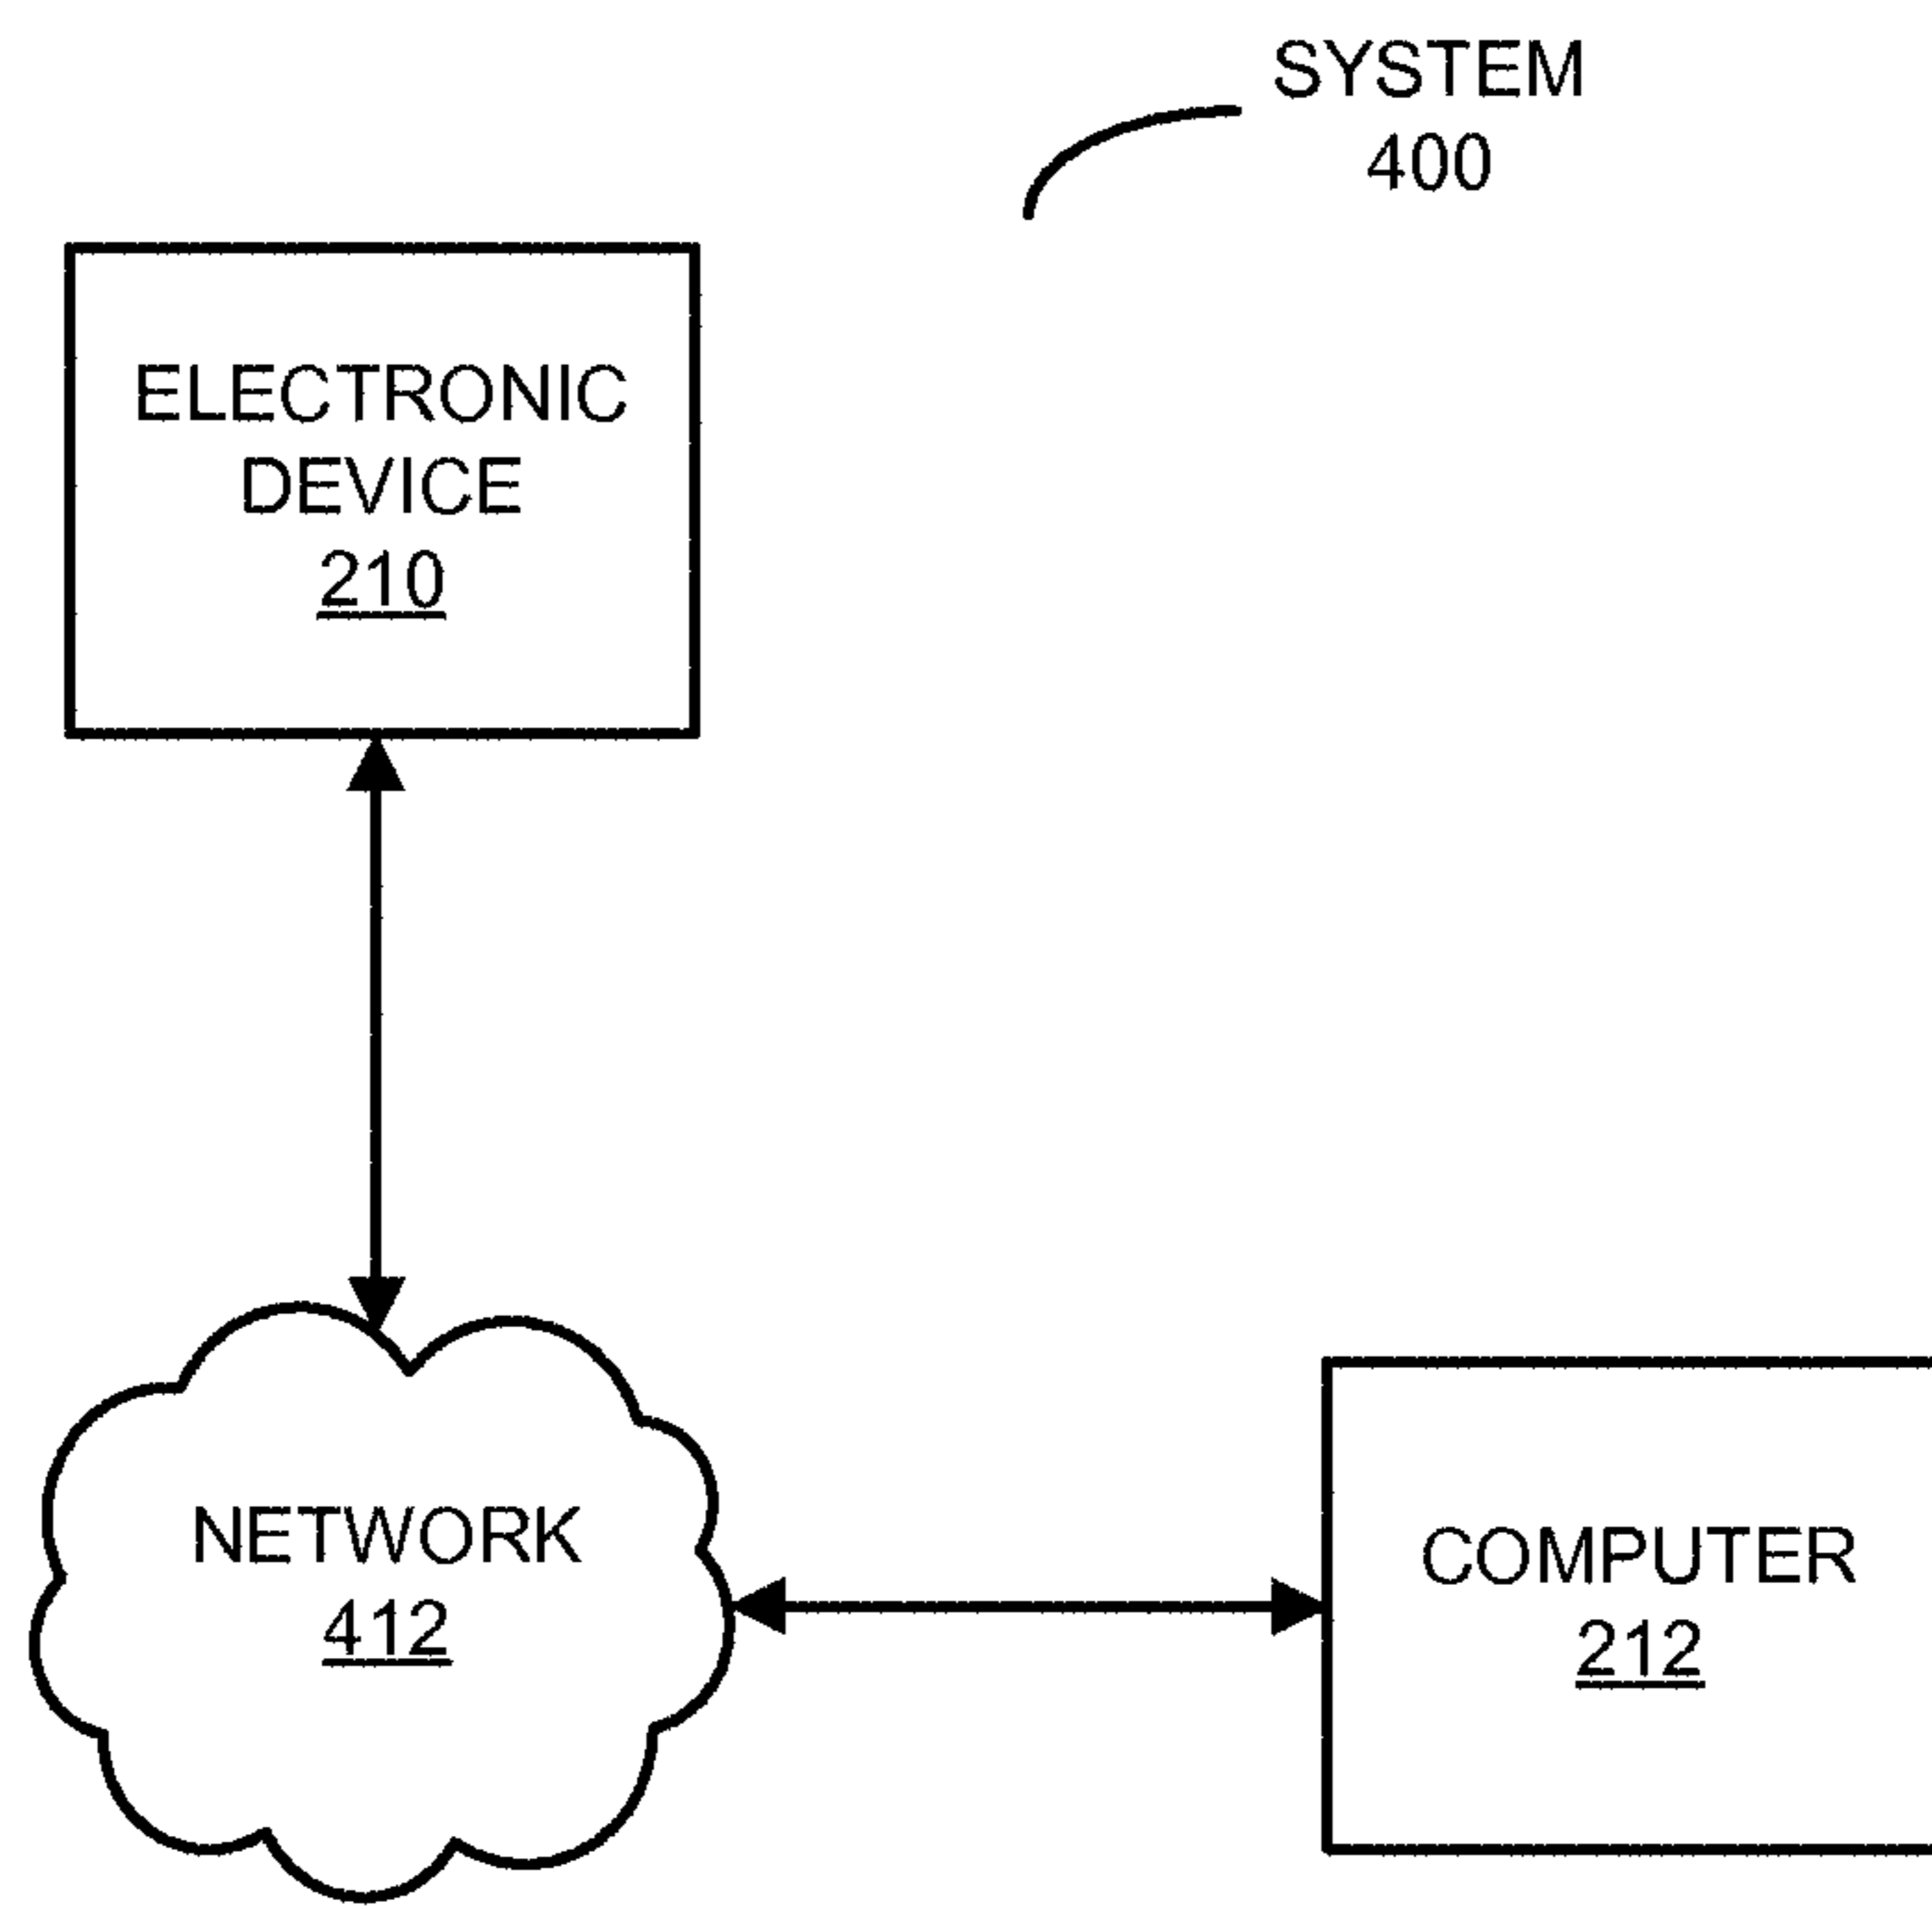 SYSTEM
400
ELECTRONIC
DEVICE
210
NETWORK
412
COMPUTER
212